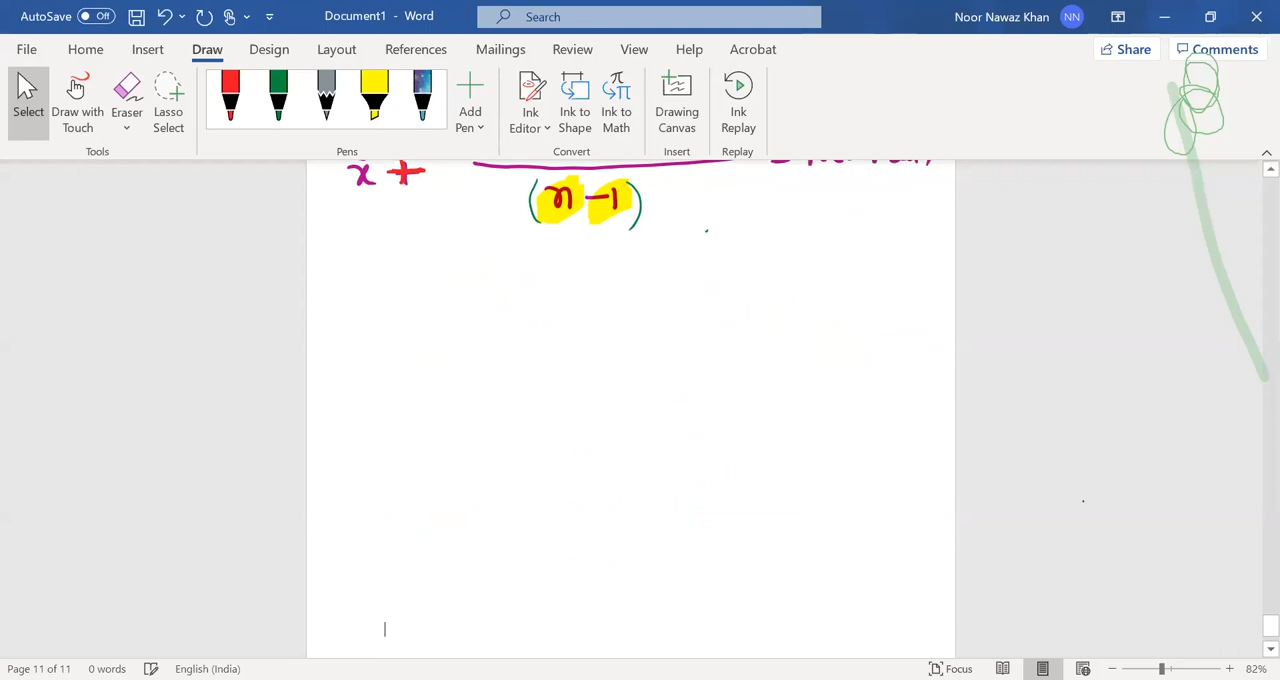 AutoSave Off Document1 - Word Search Noor Nawaz Khan NN
File Home Insert Draw Design Layout References Mailings Review View Help Acrobat Share Comments
Select Draw with Touch Eraser Lasso Select Add Pen Ink Editor Ink to Shape Ink to Math Drawing Canvas Ink Replay
Tools Pens Convert Insert Replay
x +
(n-1)
Page 11 of 11 0 words English (India) Focus 82%